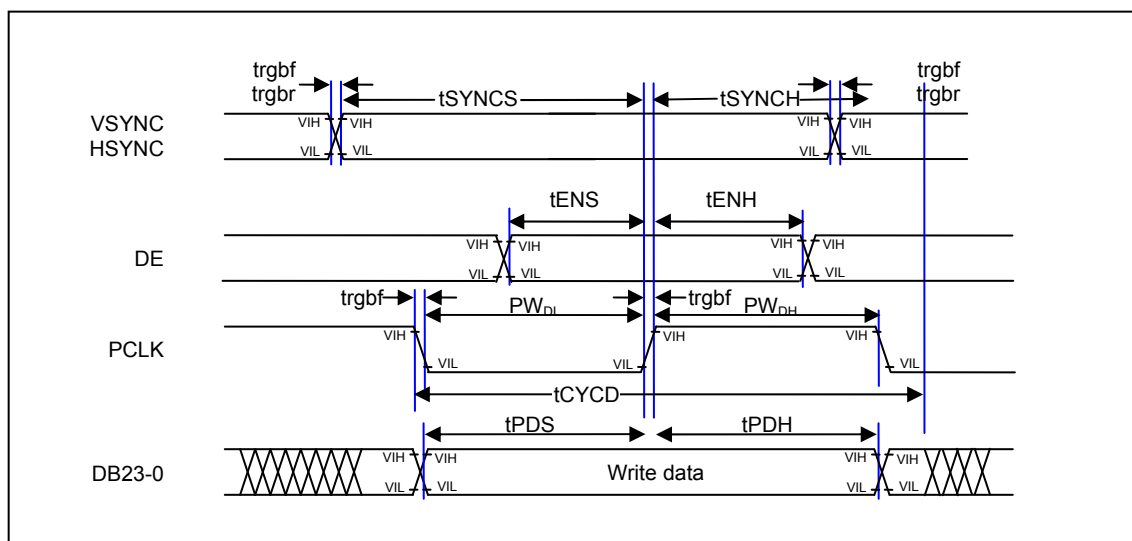 trgbf
trgbr
tSYNCS
tSYNCH
trgbf
trgbr
VSYNC
HSYNC
VIH
VIH
VIH
VIH
VIL
VIL
VIL
VIL
tENS
tENH
DE
VIH
VIH
VIH
VIH
VIL
VIL
VIL
VIL
trgbf
PWDL
trgbf
PWDH
PCLK
VIH
VIH
VIH
VIL
VIL
VIL
tCYCD
tPDS
tPDH
DB23-0
VIH
VIH
Write data
VIH
VIH
VIL
VIL
VIL
VIL